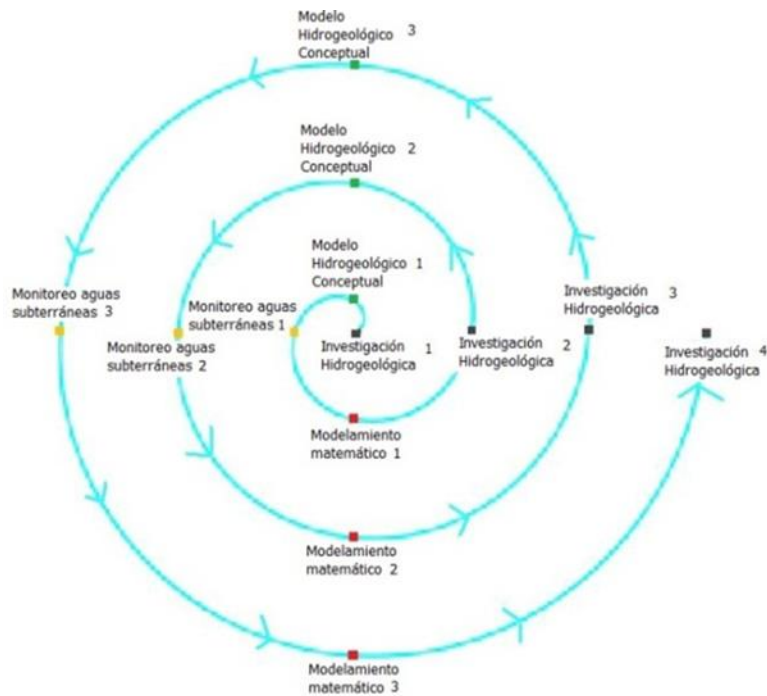 Modelo
Hidrogeológico 3
Conceptual
Modelo
Hidrogeológico 2
Conceptual
Modelo
Hidrogeológico 1
Conceptual
Monitoreo aguas
subterráneas 3
Monitoreo aguas
subterráneas 1
Monitoreo aguas
subterráneas 2
Investigación 1
Hidrogeológica
Investigación 2
Hidrogeológica
Investigación 3
Hidrogeológica
Investigación 4
Hidrogeológica
Modelamiento
matemático 1
Modelamiento
matemático 2
Modelamiento
matemático 3